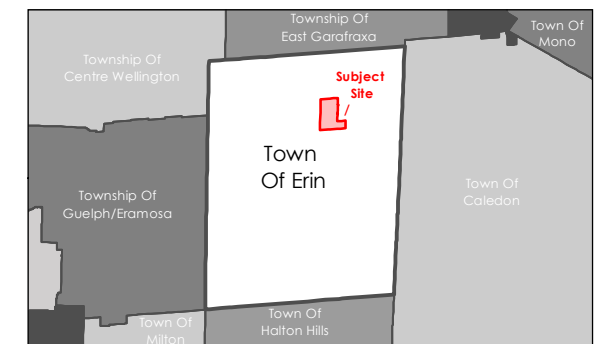 Township Of
East Garafraxa
Town Of
Mono
Township Of
Centre Wellington
Subject
Site
Town
Of Erin
Township Of
Guelph/Eramosa
Town Of
Caledon
Town Of
Milton
Town Of
Halton Hills